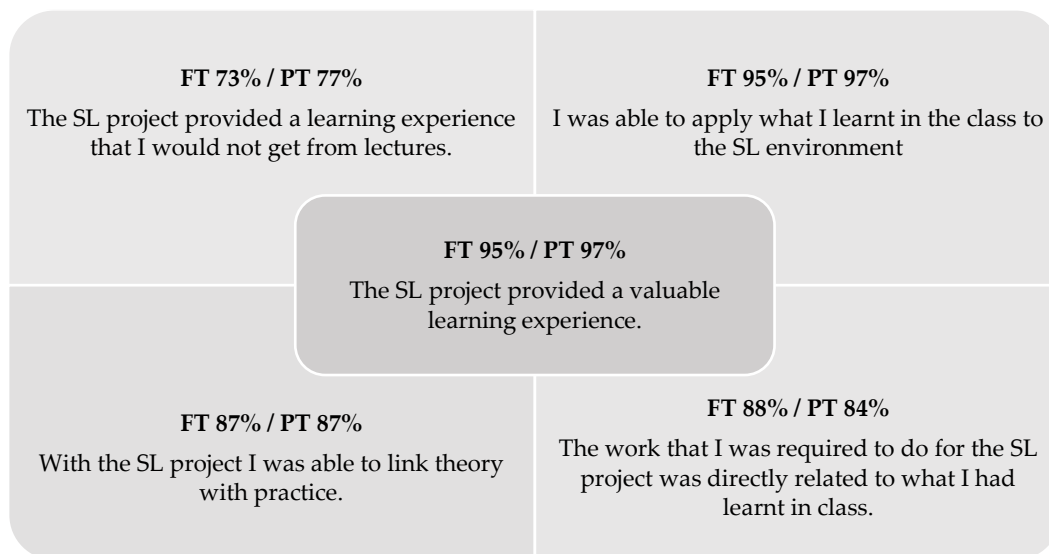 FT 73% / PT 77%
The SL project provided a learning experience
that I would not get from lectures.
FT 95% / PT 97%
I was able to apply what I learnt in the class to
the SL environment
FT 95% / PT 97%
The SL project provided a valuable
learning experience.
FT 87% / PT 87%
With the SL project I was able to link theory
with practice.
FT 88% / PT 84%
The work that I was required to do for the SL
project was directly related to what I had
learnt in class.